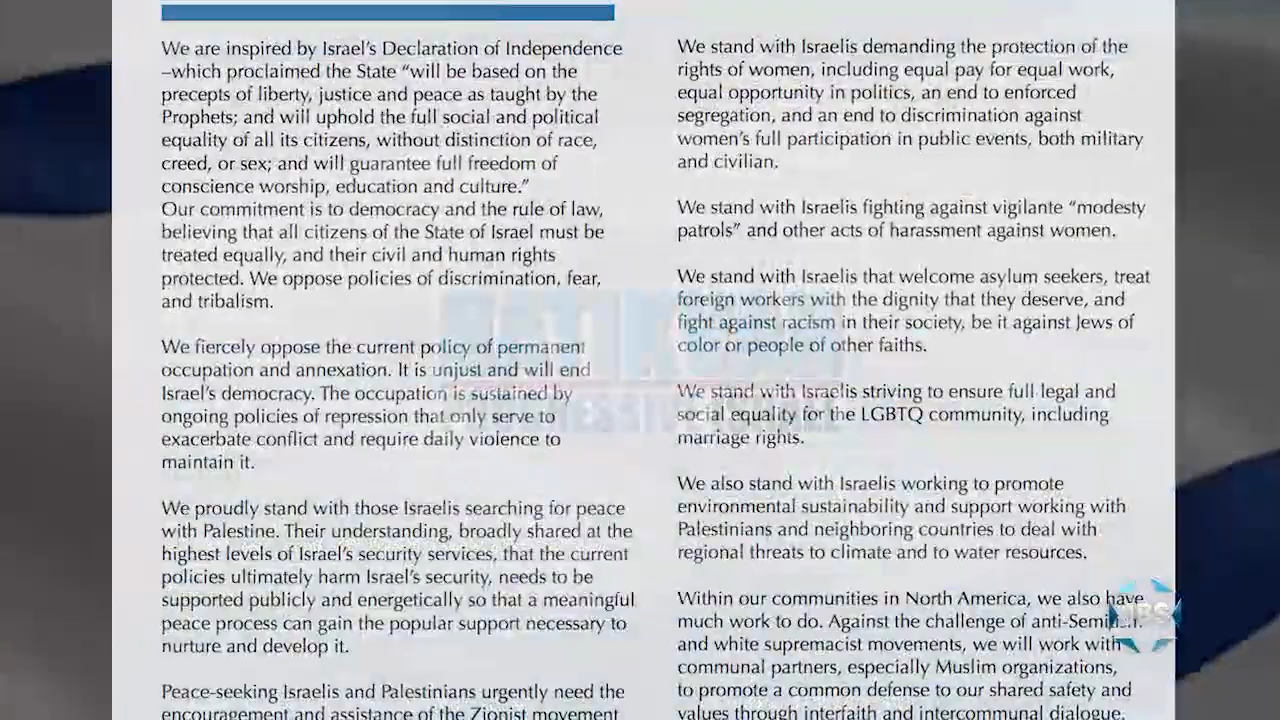 We are inspired by Israel’s Declaration of Independence
–which proclaimed the State “will be based on the
precepts of liberty, justice and peace as taught by the
Prophets; and will uphold the full social and political
equality of all its citizens, without distinction of race,
creed, or sex; and will guarantee full freedom of
conscience worship, education and culture.”
Our commitment is to democracy and the rule of law,
believing that all citizens of the State of Israel must be
treated equally, and their civil and human rights
protected. We oppose policies of discrimination, fear,
and tribalism.
We fiercely oppose the current policy of permanent
occupation and annexation. It is unjust and will end
Israel’s democracy. The occupation is sustained by
ongoing policies of repression that only serve to
exacerbate conflict and require daily violence to
maintain it.
We proudly stand with those Israelis searching for peace
with Palestine. Their understanding, broadly shared at the
highest levels of Israel’s security services, that the current
policies ultimately harm Israel’s security, needs to be
supported publicly and energetically so that a meaningful
peace process can gain the popular support necessary to
nurture and develop it.
Peace-seeking Israelis and Palestinians urgently need the
encouragement and assistance of the Zionist movement
We stand with Israelis demanding the protection of the
rights of women, including equal pay for equal work,
equal opportunity in politics, an end to enforced
segregation, and an end to discrimination against
women’s full participation in public events, both military
and civilian.
We stand with Israelis fighting against vigilante “modesty
patrols” and other acts of harassment against women.
We stand with Israelis that welcome asylum seekers, treat
foreign workers with the dignity that they deserve, and
fight against racism in their society, be it against Jews of
color or people of other faiths.
We stand with Israelis striving to ensure full legal and
social equality for the LGBTQ community, including
marriage rights.
We also stand with Israelis working to promote
environmental sustainability and support working with
Palestinians and neighboring countries to deal with
regional threats to climate and to water resources.
Within our communities in North America, we also have
much work to do. Against the challenge of
and white supremacist movements, we will work with
communal partners, especially Muslim organizations,
to promote a common defense to our shared safety and
values through interfaith and intercommunal dialogue.
JBS